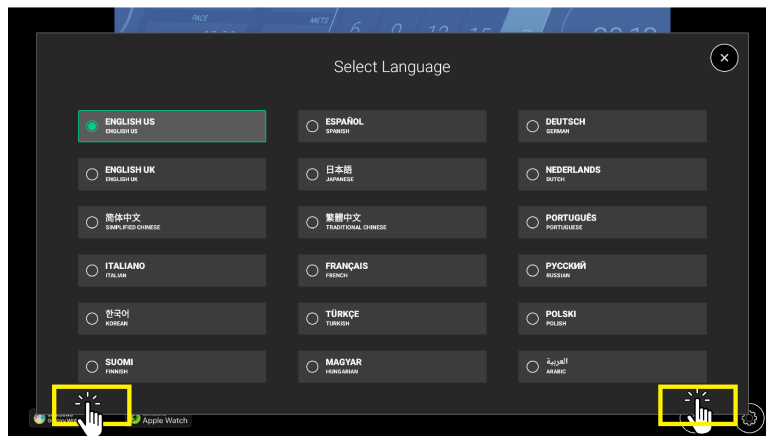 PACE
METS
Select Language
ENGLISH US
ENGLISH US
ESPAÑOL
SPANISH
DEUTSCH
GERMAN
ENGLISH UK
ENGLISH UK
日本語
JAPANESE
NEDERLANDS
DUTCH
简体中文
SIMPLIFIED CHINESE
繁體中文
TRADITIONAL CHINESE
PORTUGUÊS
PORTUGUESE
ITALIANO
ITALIAN
FRANÇAIS
FRENCH
РУССКИЙ
RUSSIAN
한국어
KOREAN
TÜRKÇE
TURKISH
POLSKI
POLISH
SUOMI
FINNISH
MAGYAR
HUNGARIAN
العربية
ARABIC
Apple Watch